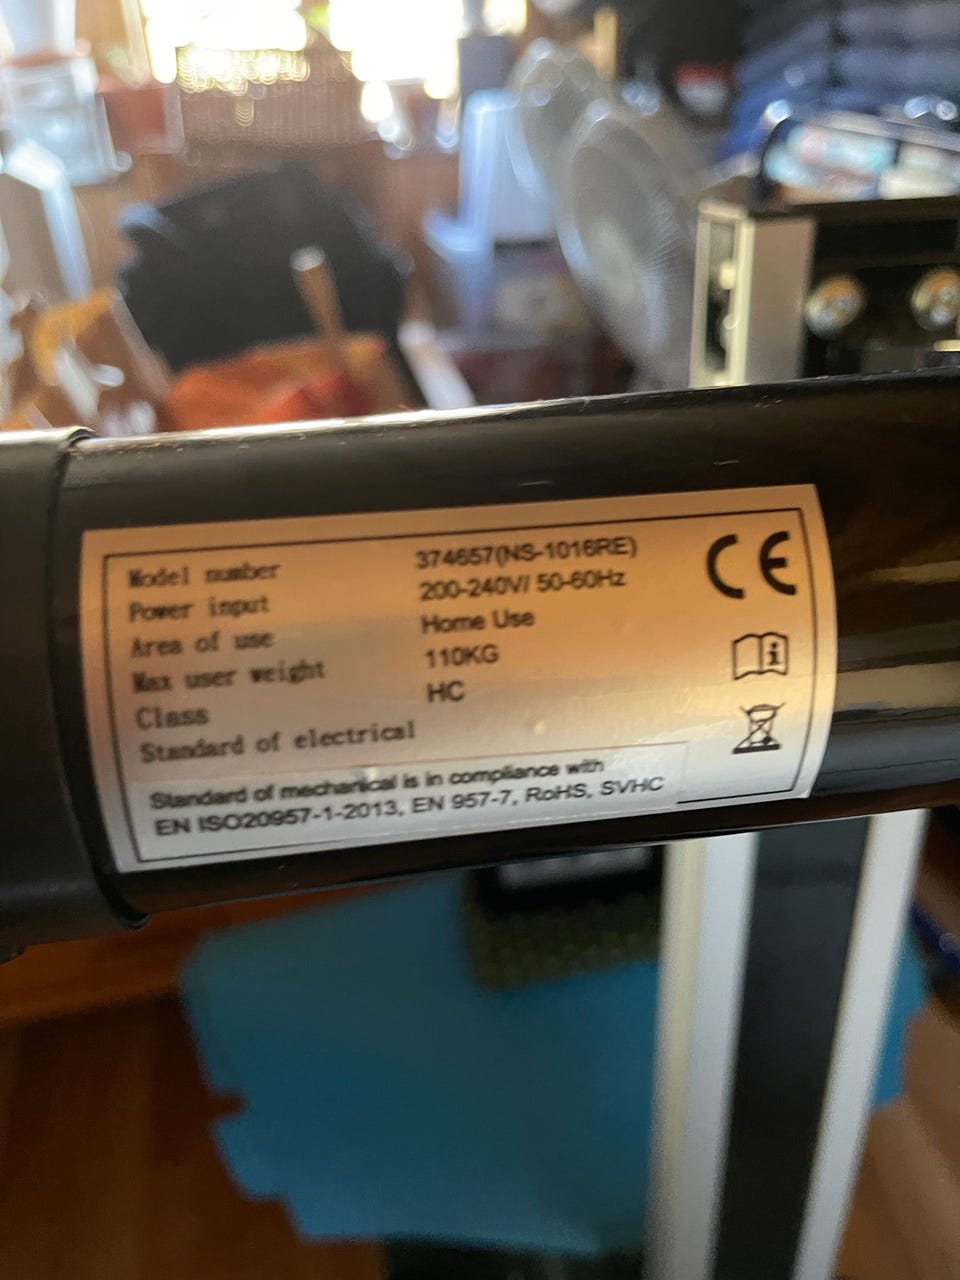 Model number 374657(NS-1016RE)
Power input 200-240V/ 50-60Hz
Area of use Home Use
Max user weight 110KG
Class HC
Standard of electrical
Standard of mechanical is in compliance with
EN ISO20957-1-2013, EN 957-7, RoHS, SVHC
CE
i